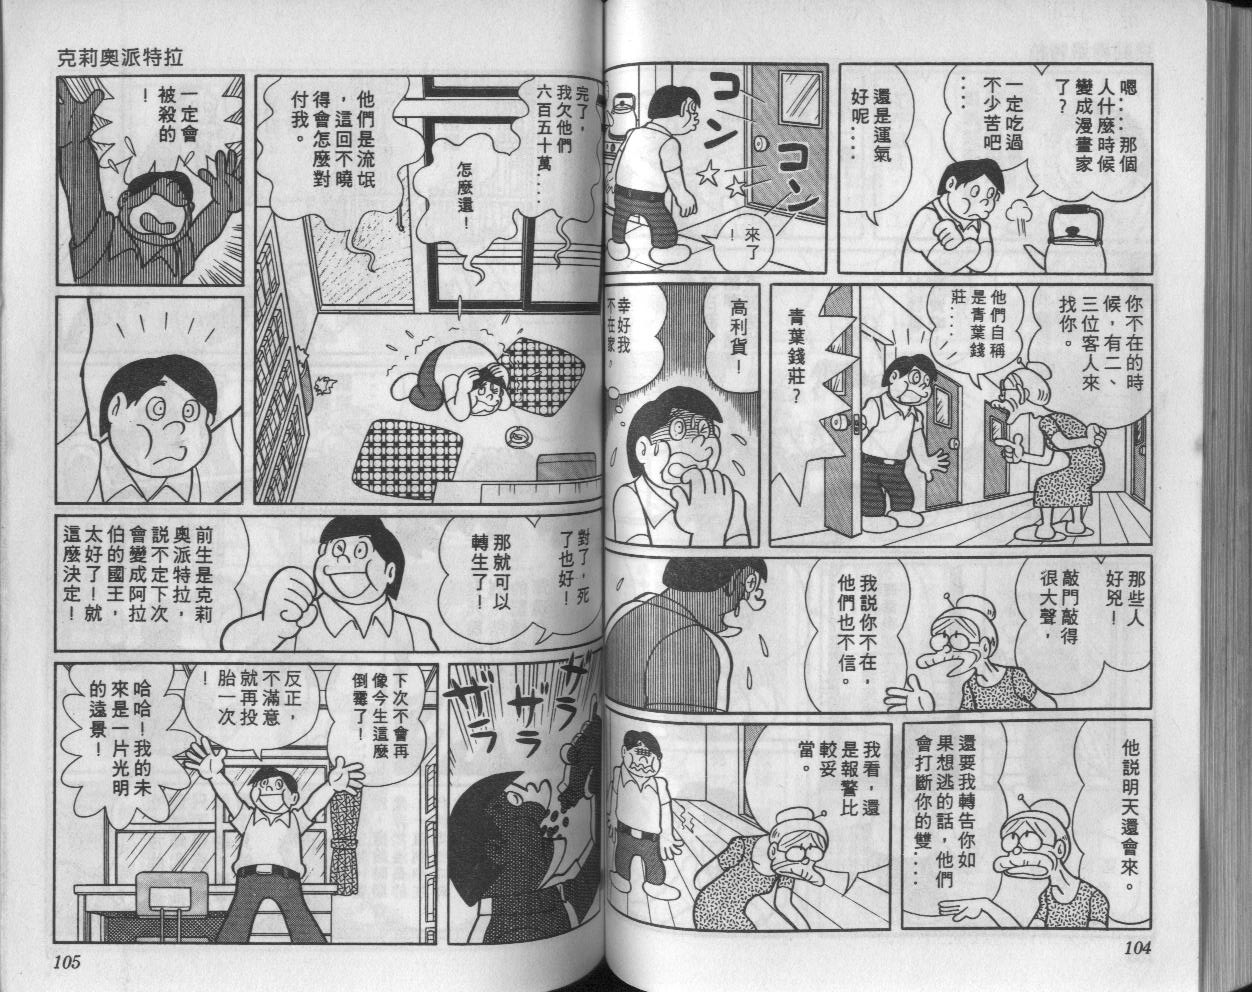 嗯……那個
人什麼時候
變成漫畫家
了?
一定吃過
不少苦吧
……
還是運氣
好呢……
コン
コーン
來了
!
你不在的時
候,有二、
三位客人來
找你。
他們自稱
是青葉錢
莊……
青葉錢莊?
高利貨!
幸好我
不在家。
那些人
好兇!
敲門敲得
很大聲,
我說你不在,
他們也不信。
他說明天還會來。
還要我轉告你如
果想逃的話,他們
會打斷你的雙……
我看,還
是報警比
較妥
當。
104
克莉奧派特拉
完了,
我欠他們
六百五十萬……
怎麼還!
他們是流氓
,這回不曉
得會怎麼對
付我。
一定會
被殺的
!
對了,死
了也好!
那就可以
轉生了!
前生是克莉
奧派特拉,
說不定下次
會變成阿拉
伯的國王,
太好了!就
這麼決定!
ザラ
ザラ
ザラ
下次不會再
像今生這麼
倒霉了!
反正,
不滿意
就再投
胎一次
!
哈哈!我的未
來是一片光明
的遠景!
105